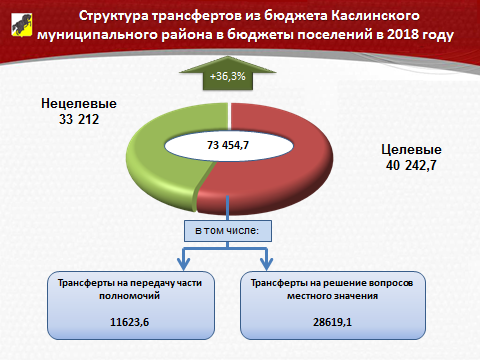 Структура трансфертов из бюджета Каслинского
муниципального района в бюджеты поселений в 2018 году
+36,3%
Нецелевые
33 212
73 454,7
Целевые
40 242,7
в том числе:
Трансферты на передачу части
полномочий
11623,6
Трансферты на решение вопросов
местного значения
28619,1